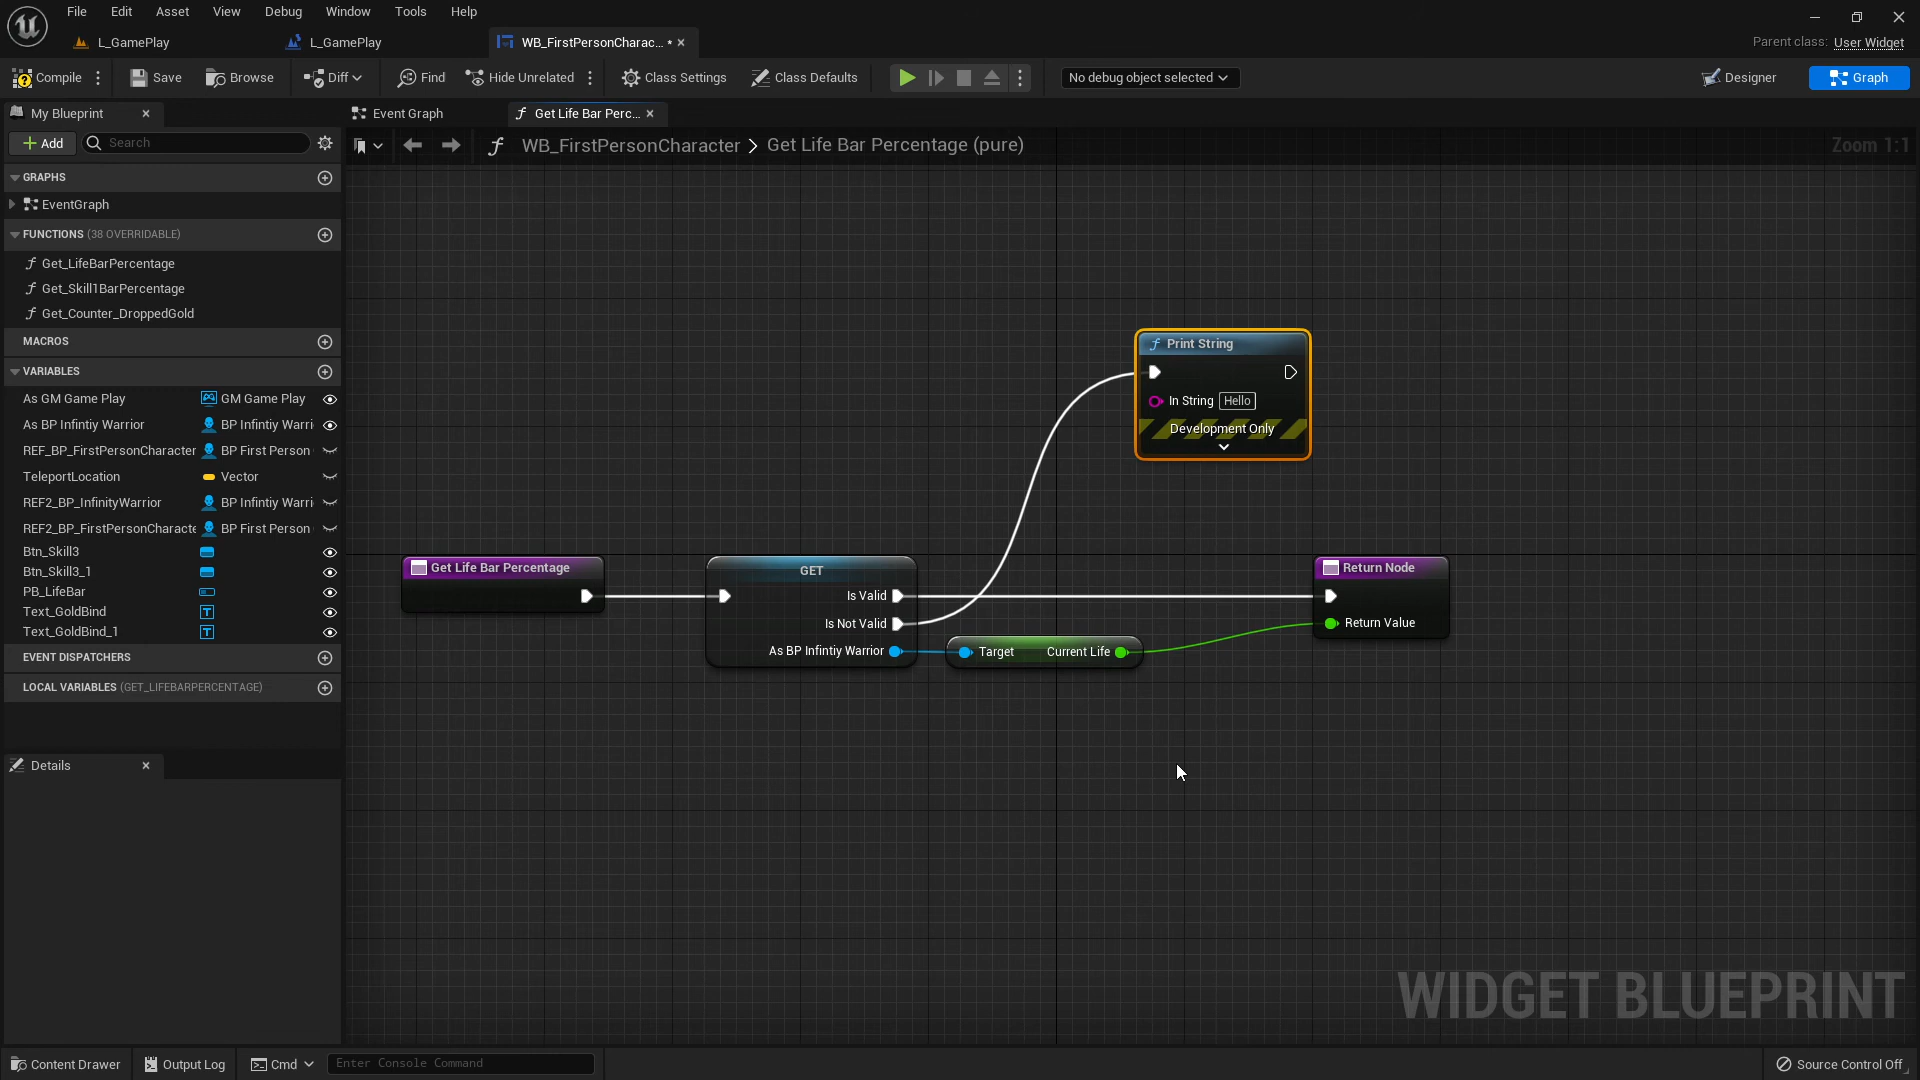 File Edit Asset View Debug Window Tools Help
L_GamePlay L_GamePlay WB_FirstPersonCharac... *
Parent class: User Widget
Compile Save Browse Diff Find Hide Unrelated Class Settings Class Defaults No debug object selected Designer Graph
My Blueprint Event Graph Get Life Bar Perc...
Add Search WB_FirstPersonCharacter > Get Life Bar Percentage (pure) Zoom 1:1
GRAPHS
EventGraph
FUNCTIONS (38 OVERRIDABLE)
Get_LifeBarPercentage
Get_Skill1BarPercentage
Get_Counter_DroppedGold
MACROS
VARIABLES
As GM Game Play GM Game Play
As BP Infintiy Warrior BP Infintiy Warri
REF_BP_FirstPersonCharacter BP First Person
TeleportLocation Vector
REF2_BP_InfinityWarrior BP Infintiy Warri
REF2_BP_FirstPersonCharacte BP First Person
Btn_Skill3
Btn_Skill3_1
PB_LifeBar
Text_GoldBind
Text_GoldBind_1
EVENT DISPATCHERS
LOCAL VARIABLES (GET_LIFEBARPERCENTAGE)
Details
Print String
In String Hello
Development Only
Get Life Bar Percentage
GET
Is Valid
Is Not Valid
As BP Infintiy Warrior
Target Current Life
Return Node
Return Value
WIDGET BLUEPRINT
Content Drawer Output Log Cmd Enter Console Command Source Control Off